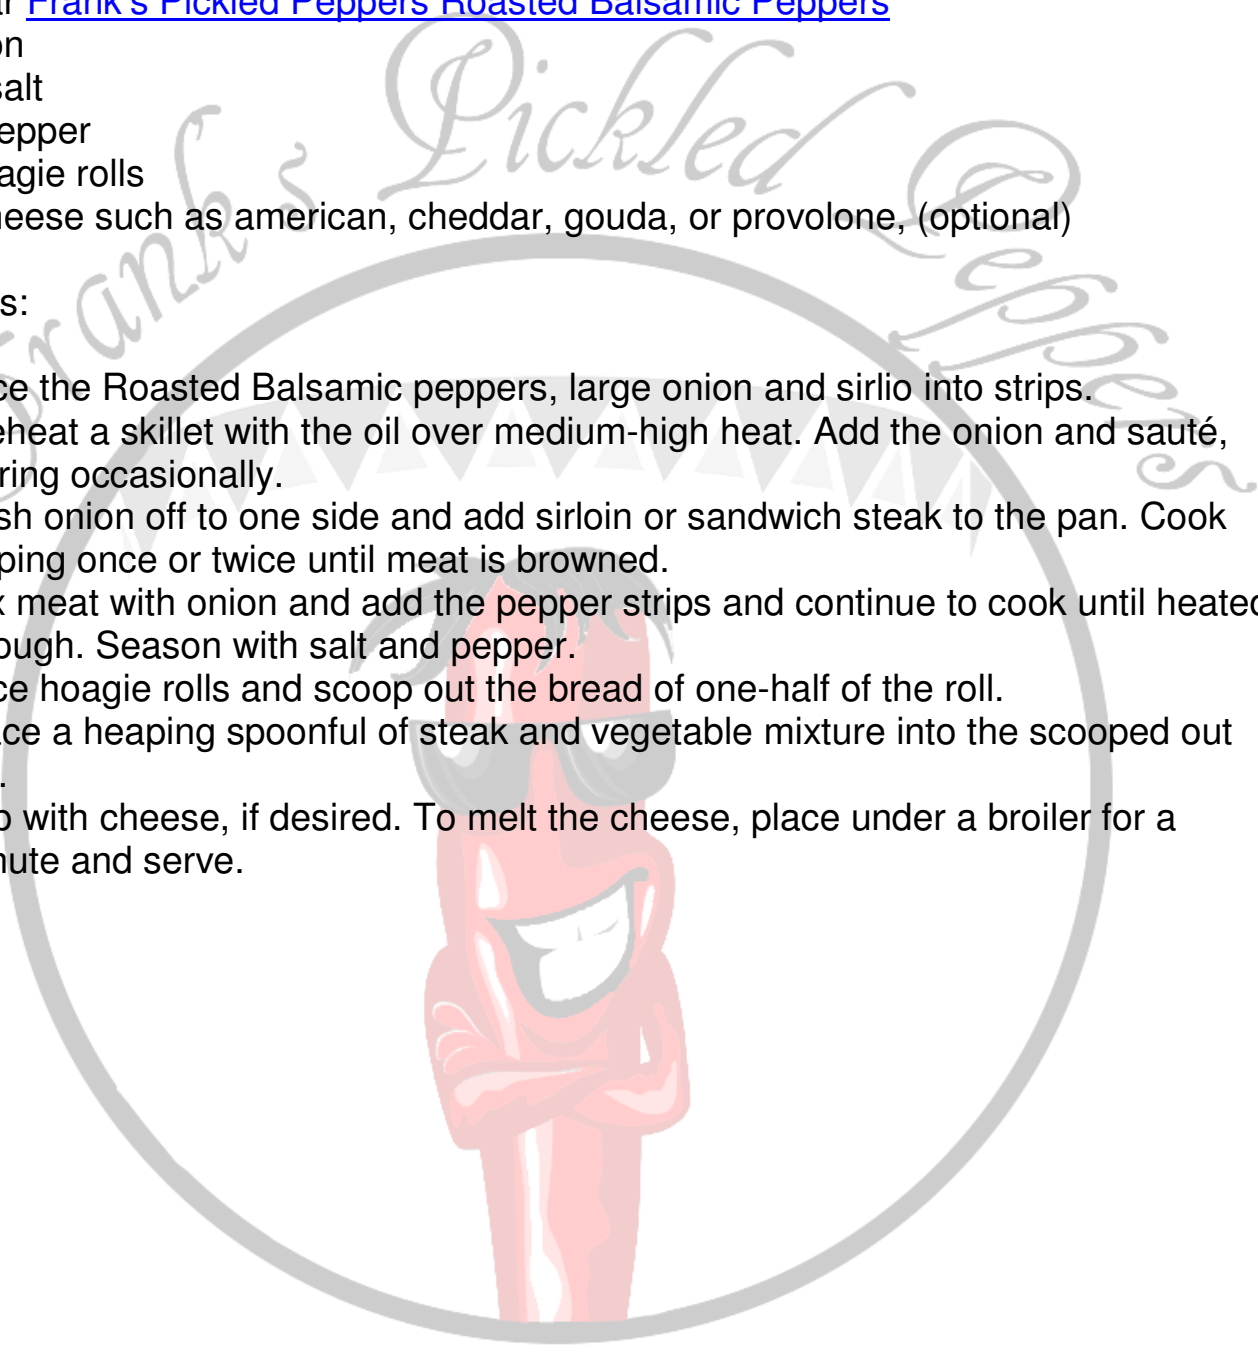 Frank's Pickled Peppers Roasted Balsamic Peppers
on
salt
epper
agie rolls
heese such as american, cheddar, gouda, or provolone, (optional)
s:
ce the Roasted Balsamic peppers, large onion and sirlio into strips.
eheat a skillet with the oil over medium-high heat. Add the onion and sauté,
ring occasionally.
sh onion off to one side and add sirloin or sandwich steak to the pan. Cook
ping once or twice until meat is browned.
x meat with onion and add the pepper strips and continue to cook until heated
ough. Season with salt and pepper.
ce hoagie rolls and scoop out the bread of one-half of the roll.
ace a heaping spoonful of steak and vegetable mixture into the scooped out
.
p with cheese, if desired. To melt the cheese, place under a broiler for a
nute and serve.
Frank's Pickled Peppers